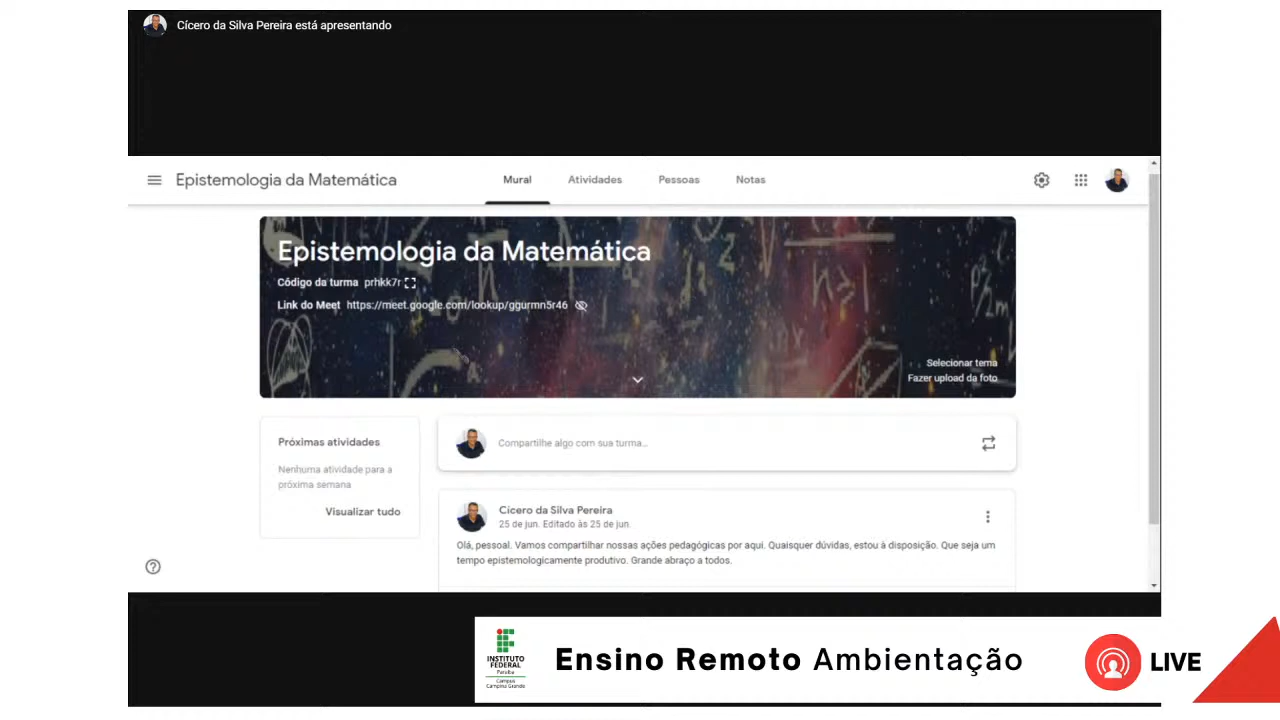 Cícero da Silva Pereira está apresentando
Epistemologia da Matemática
Mural
Atividades
Pessoas
Notas
Epistemologia da Matemática
Código da turma prhkk7r
Link do Meet https://meet.google.com/lookup/ggurmn5r46
Selecionar tema
Fazer upload da foto
Próximas atividades
Nenhuma atividade para a
próxima semana
Visualizar tudo
Compartilhe algo com sua turma...
Cícero da Silva Pereira
25 de jun. Editado às 25 de jun.
Olá, pessoal. Vamos compartilhar nossas ações pedagógicas por aqui. Quaisquer dúvidas, estou à disposição. Que seja um
tempo epistemologicamente produtivo. Grande abraço a todos.
INSTITUTO
FEDERAL
Paraíba
Campus
Campina Grande
Ensino Remoto Ambientação
LIVE